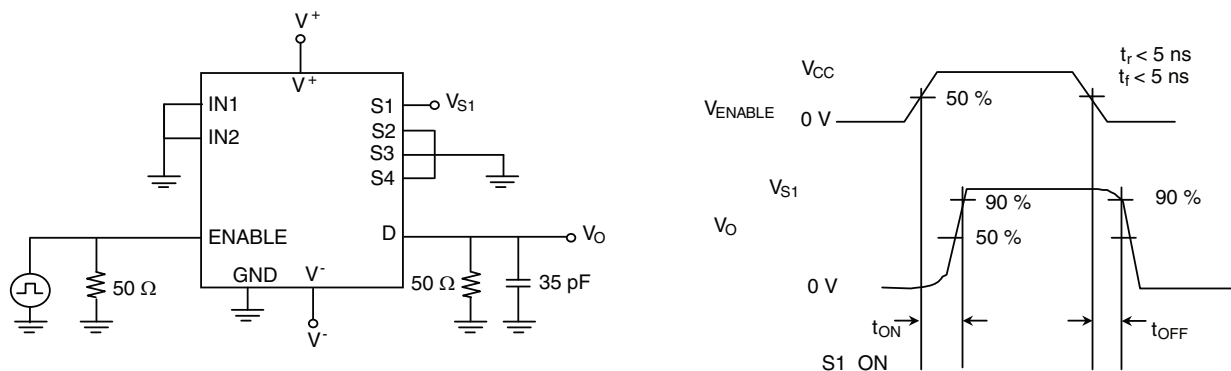 V+
V+
IN1
IN2
S1
VS1
S2
S3
S4
ENABLE
D
VO
GND
V-
50 Ω
50 Ω
35 pF
V-
VCC
tr < 5 ns
tf < 5 ns
50 %
VENABLE
0 V
VS1
90 %
90 %
VO
50 %
0 V
tON
tOFF
S1 ON